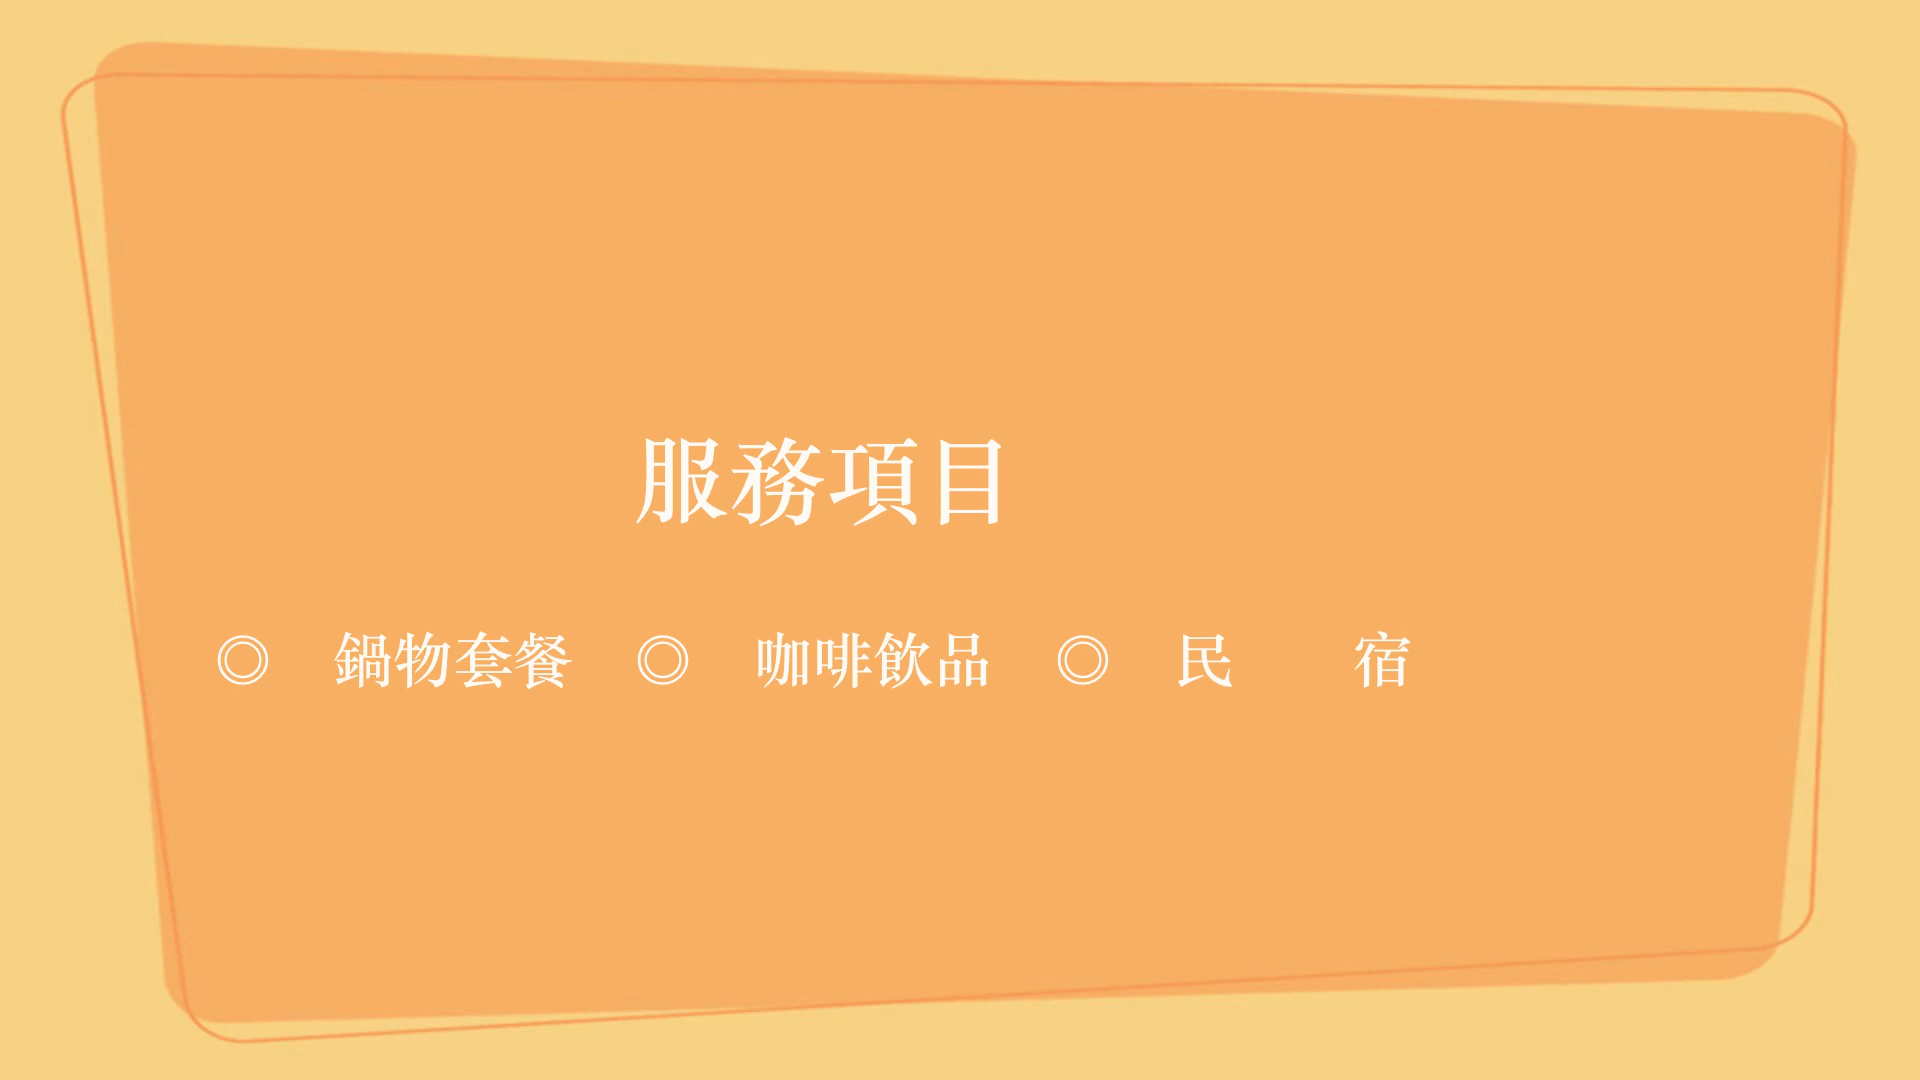 服務項目
◎　鍋物套餐　◎　咖啡飲品　◎　民　　宿